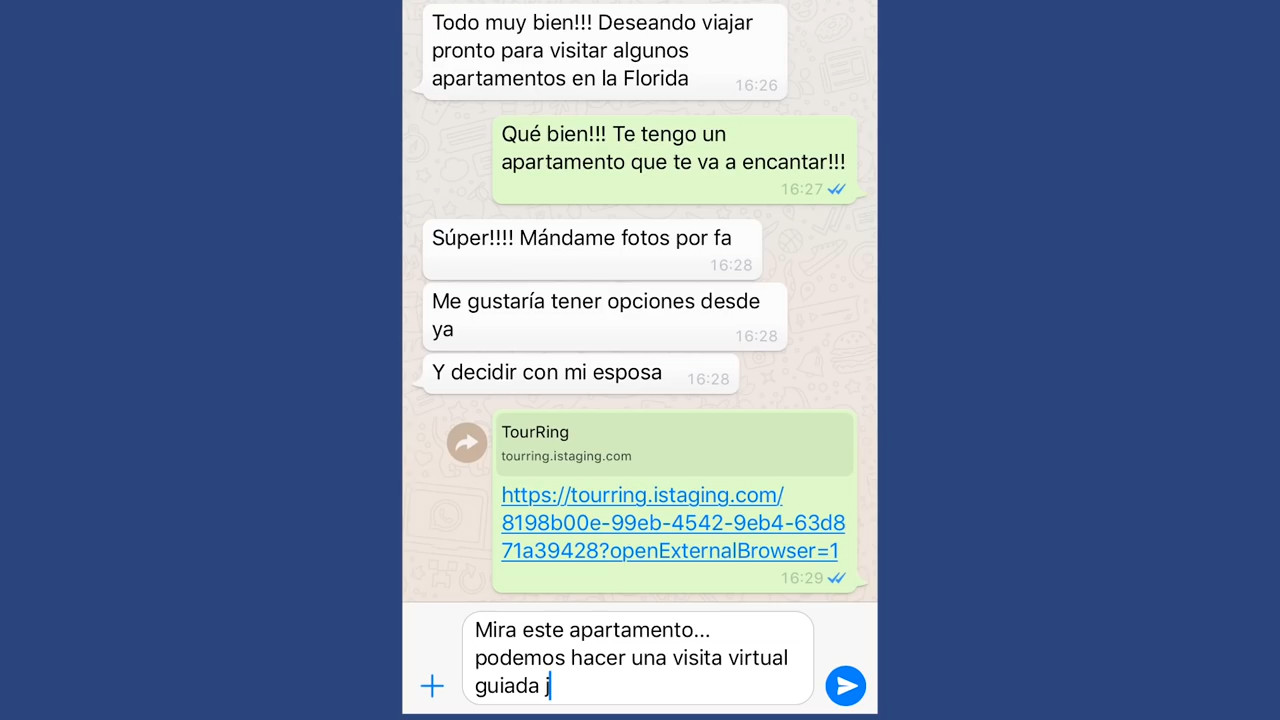 Todo muy bien!!! Deseando viajar
pronto para visitar algunos
apartamentos en la Florida
16:26
Qué bien!!! Te tengo un
apartamento que te va a encantar!!!
16:27
Súper!!!! Mándame fotos por fa
16:28
Me gustaría tener opciones desde
ya
16:28
Y decidir con mi esposa
16:28
TourRing
tourring.istaging.com
https://tourring.istaging.com/
8198b00e-99eb-4542-9eb4-63d8
71a39428?openExternalBrowser=1
16:29
Mira este apartamento...
podemos hacer una visita virtual
guiada j